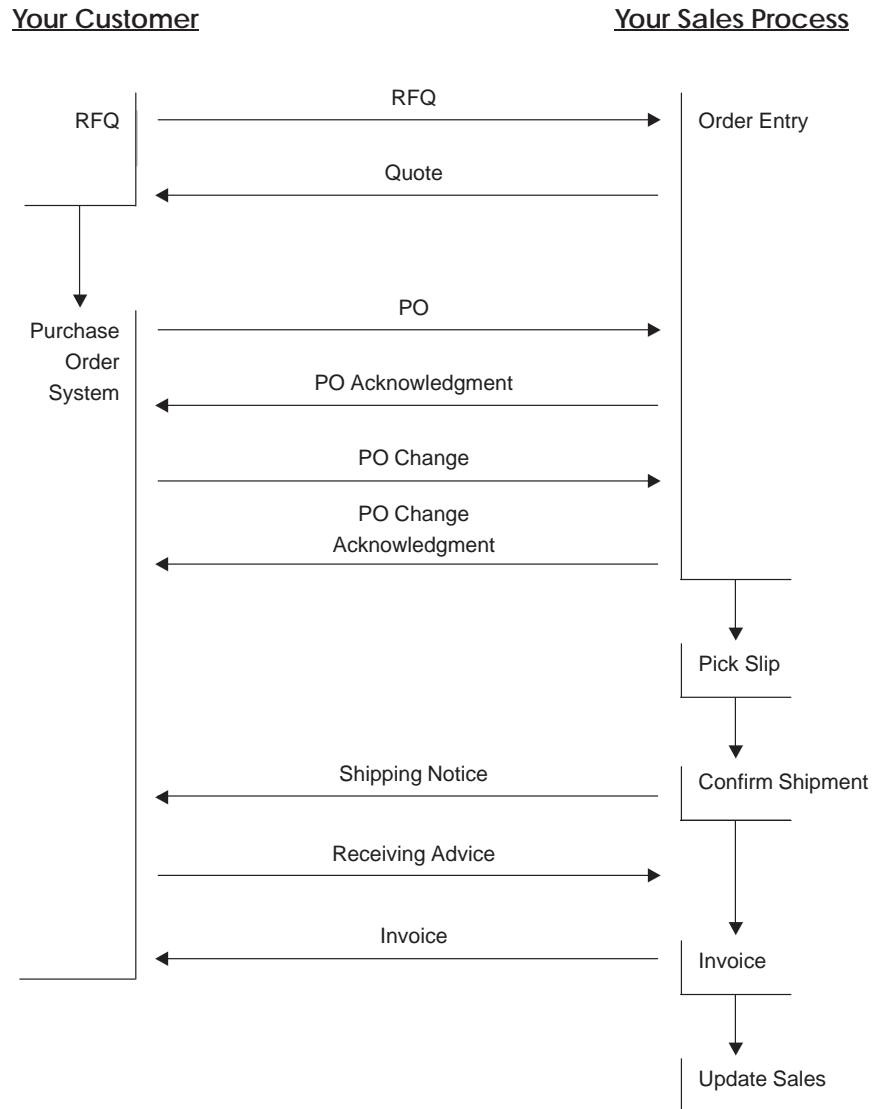 Your Customer
Your Sales Process
RFQ
RFQ
Order Entry
Quote
PO
Purchase
Order
System
PO Acknowledgment
PO Change
PO Change
Acknowledgment
Pick Slip
Shipping Notice
Confirm Shipment
Receiving Advice
Invoice
Invoice
Update Sales